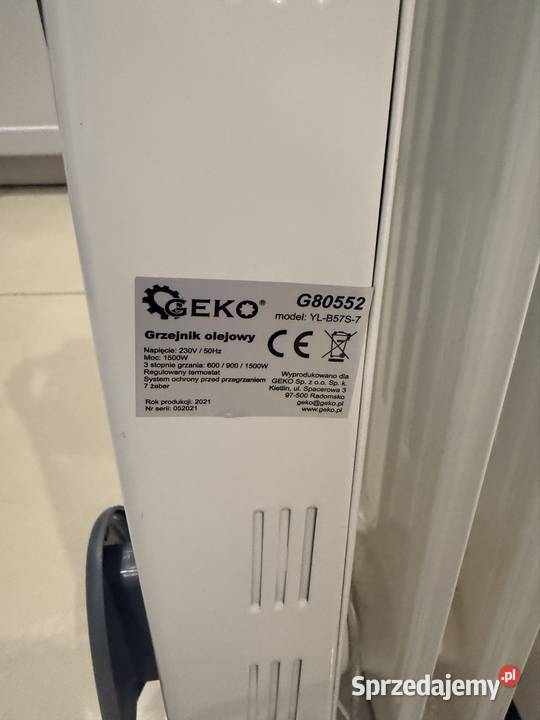 GEKO®
G80552
model: YL-B57S-7
Grzejnik olejowy
Napięcie: 230V / 50Hz
Moc: 1500W
3 stopnie grzania: 600 / 900 / 1500W
Regulowany termostat
System ochrony przed przegrzaniem
7 żeber
Rok produkcji: 2021
Nr serii: 052021
CE
Wyprodukowano dla
GEKO Sp. z o.o. Sp. k.
Kietlin, ul. Spacerowa 3
97-500 Radomsko
geko@geko.pl
www.geko.pl
Sprzedajemy.pl